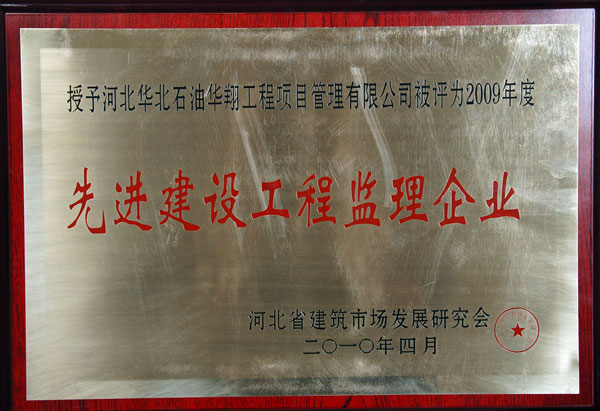 授予河北华北石油华翔工程项目管理有限公司被评为2009年度
先进建设工程监理企业
河北省建筑市场发展研究会
二〇一〇年四月